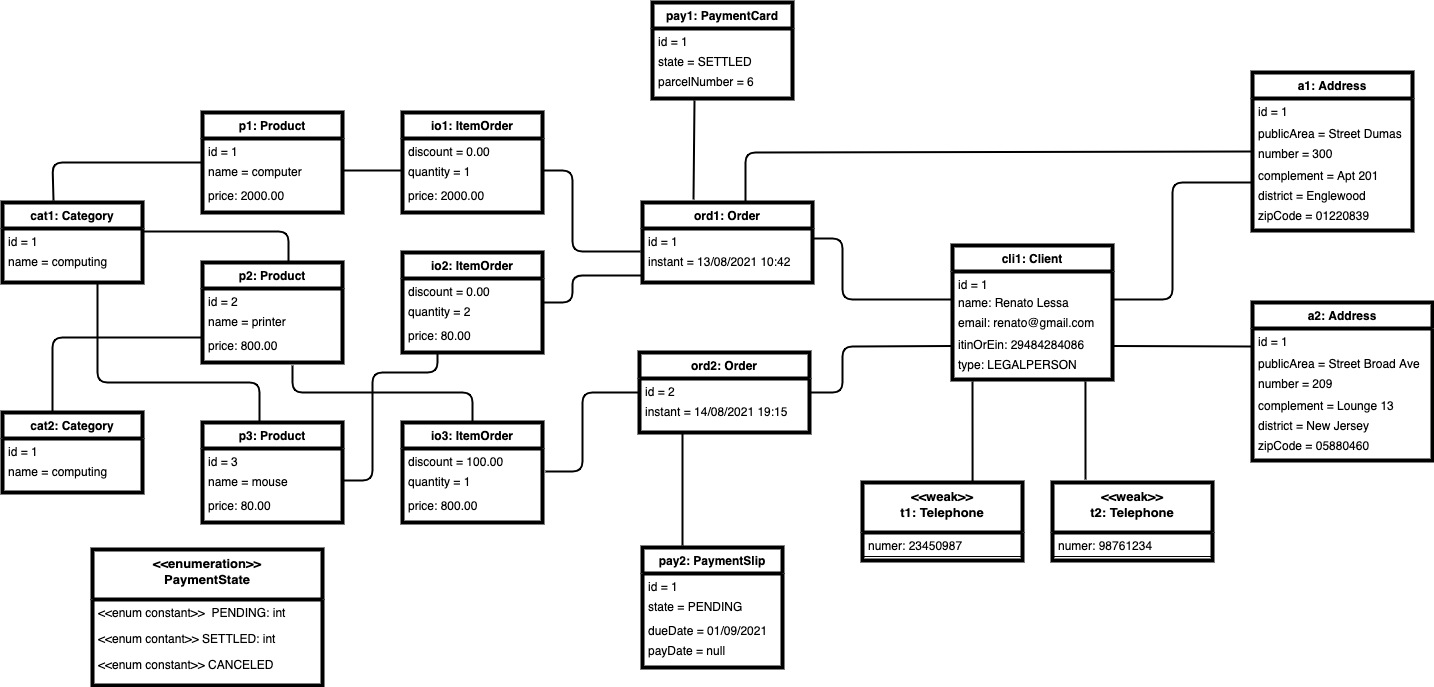 pay1: PaymentCard
id = 1
state = SETTLED
parcelNumber = 6
a1: Address
id = 1
publicArea = Street Dumas
number = 300
complement = Apt 201
district = Englewood
zipCode = 01220839
p1: Product
id = 1
name = computer
price: 2000.00
io1: ItemOrder
discount = 0.00
quantity = 1
price: 2000.00
cat1: Category
id = 1
name = computing
ord1: Order
id = 1
instant = 13/08/2021 10:42
p2: Product
id = 2
name = printer
price: 800.00
io2: ItemOrder
discount = 0.00
quantity = 2
price: 80.00
cli1: Client
id = 1
name: Renato Lessa
email: renato@gmail.com
itinOrEin: 29484284086
type: LEGALPERSON
a2: Address
id = 1
publicArea = Street Broad Ave
number = 209
complement = Lounge 13
district = New Jersey
zipCode = 05880460
ord2: Order
id = 2
instant = 14/08/2021 19:15
cat2: Category
id = 1
name = computing
p3: Product
id = 3
name = mouse
price: 80.00
io3: ItemOrder
discount = 100.00
quantity = 1
price: 800.00
<<weak>>
t1: Telephone
numer: 23450987
<<weak>>
t2: Telephone
numer: 98761234
<<enumeration>>
PaymentState
<<enum constant>> PENDING: int
<<enum contant>> SETTLED: int
<<enum constant>> CANCELED
pay2: PaymentSlip
id = 1
state = PENDING
dueDate = 01/09/2021
payDate = null